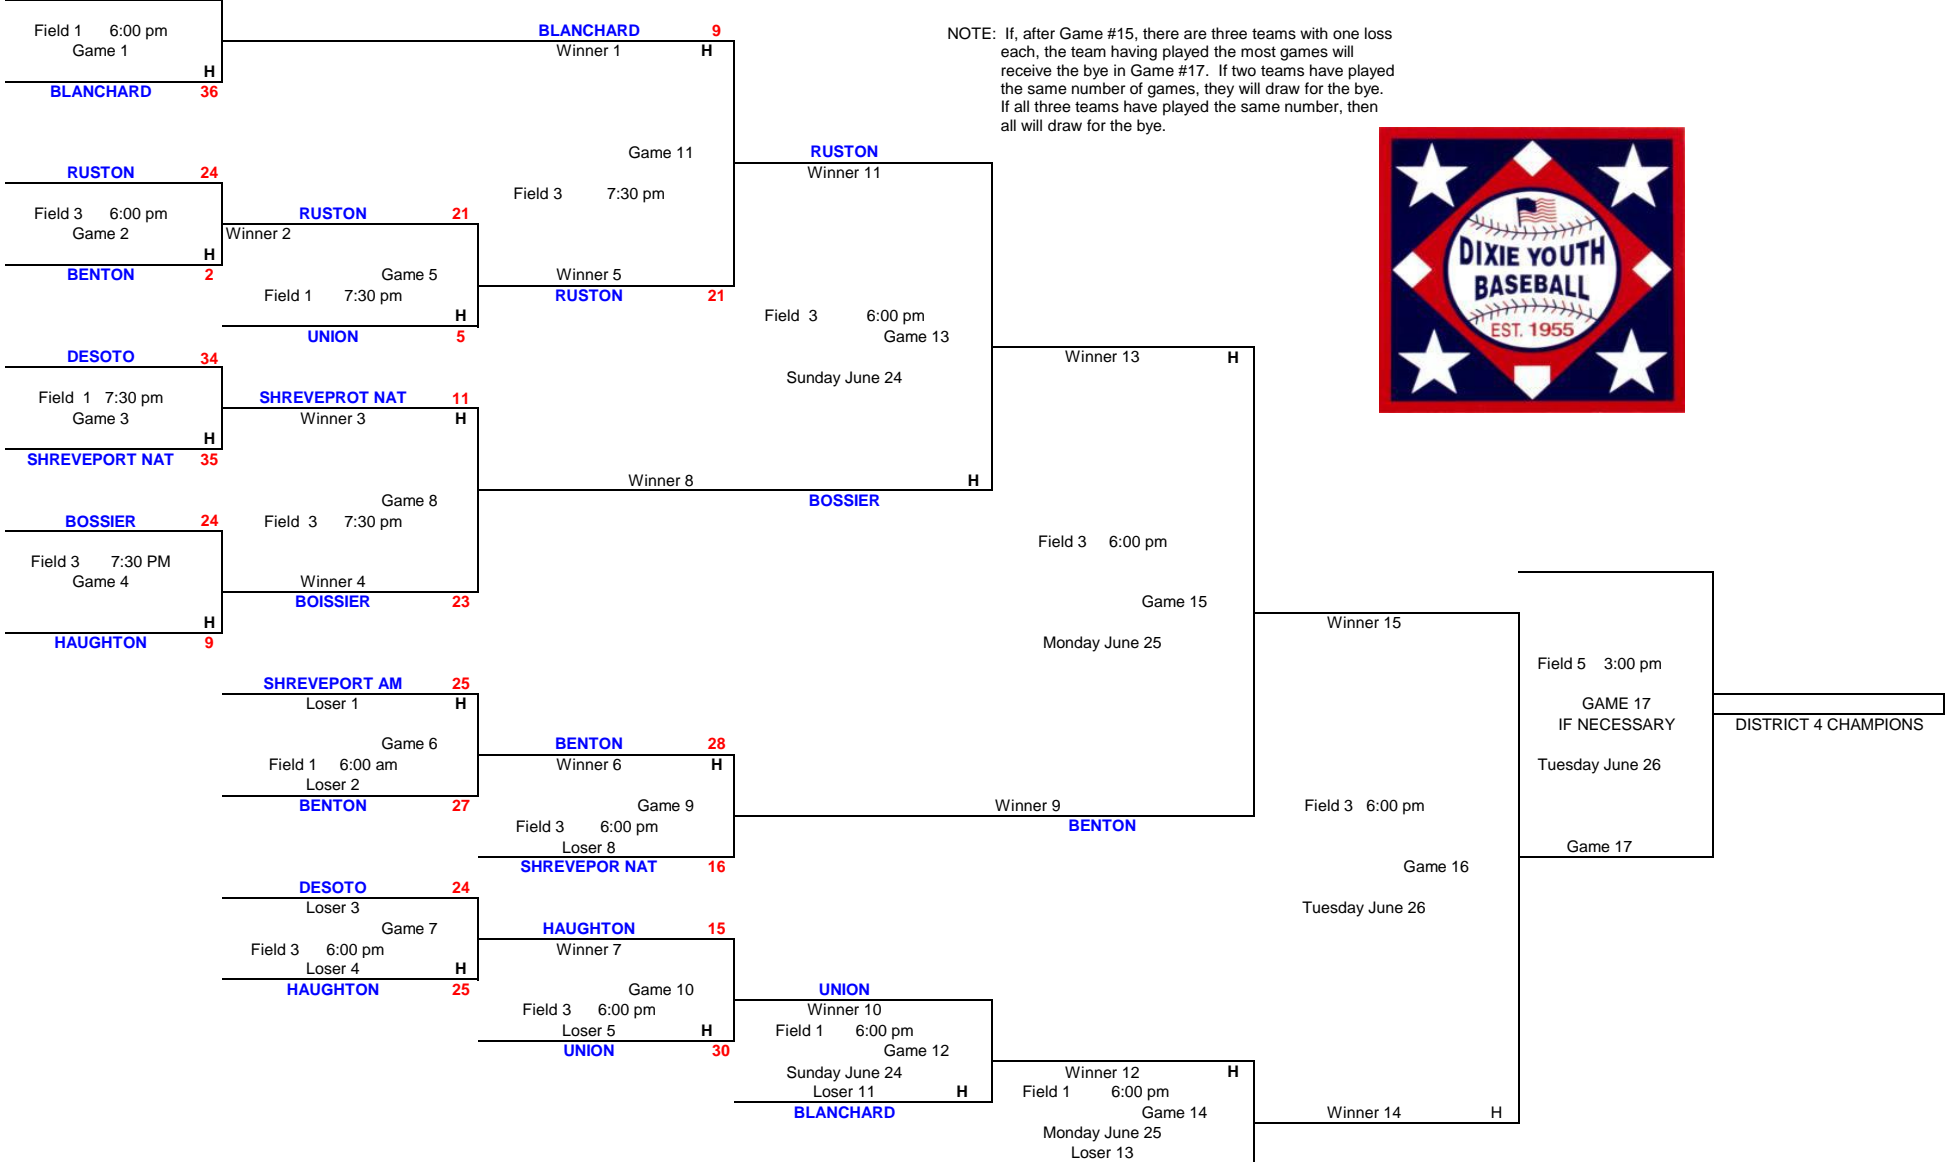 Field 1 6:00 pm
Game 1
H
BLANCHARD 36
BLANCHARD 9
Winner 1 H
NOTE: If, after Game #15, there are three teams with one loss
each, the team having played the most games will
receive the bye in Game #17. If two teams have played
the same number of games, they will draw for the bye.
If all three teams have played the same number, then
all will draw for the bye.
RUSTON 24
Field 3 6:00 pm
Game 2
H
BENTON 2
RUSTON 21
Winner 2
Game 5
Field 1 7:30 pm
H
UNION 5
Game 11
Field 3 7:30 pm
Winner 5
RUSTON 21
RUSTON
Winner 11
Field 3 6:00 pm
Game 13
Sunday June 24
DIXIE YOUTH
BASEBALL
EST. 1955
DESOTO 34
Field 1 7:30 pm
Game 3
H
SHREVEPORT NAT 35
SHREVEPROT NAT 11
Winner 3 H
Game 8
Field 3 7:30 pm
Winner 4
BOISSIER 23
BOSSIER 24
Field 3 7:30 PM
Game 4
H
HAUGHTON 9
Winner 8 H
BOSSIER
Winner 13 H
Field 3 6:00 pm
Game 15
Monday June 25
Winner 15
Field 5 3:00 pm
GAME 17
IF NECESSARY
Tuesday June 26
DISTRICT 4 CHAMPIONS
SHREVEPORT AM 25
Loser 1 H
Game 6
Field 1 6:00 am
Loser 2
BENTON 27
BENTON 28
Winner 6 H
Game 9
Field 3 6:00 pm
Loser 8
SHREVEPOR NAT 16
Winner 9
BENTON
Field 3 6:00 pm
Game 16
Tuesday June 26
Game 17
DESOTO 24
Loser 3
Game 7
Field 3 6:00 pm
Loser 4 H
HAUGHTON 25
HAUGHTON 15
Winner 7
Game 10
Field 3 6:00 pm
Loser 5 H
UNION 30
UNION
Winner 10
Field 1 6:00 pm
Game 12
Sunday June 24
Loser 11 H
BLANCHARD
Winner 12 H
Field 1 6:00 pm
Game 14
Monday June 25
Loser 13
Winner 14 H